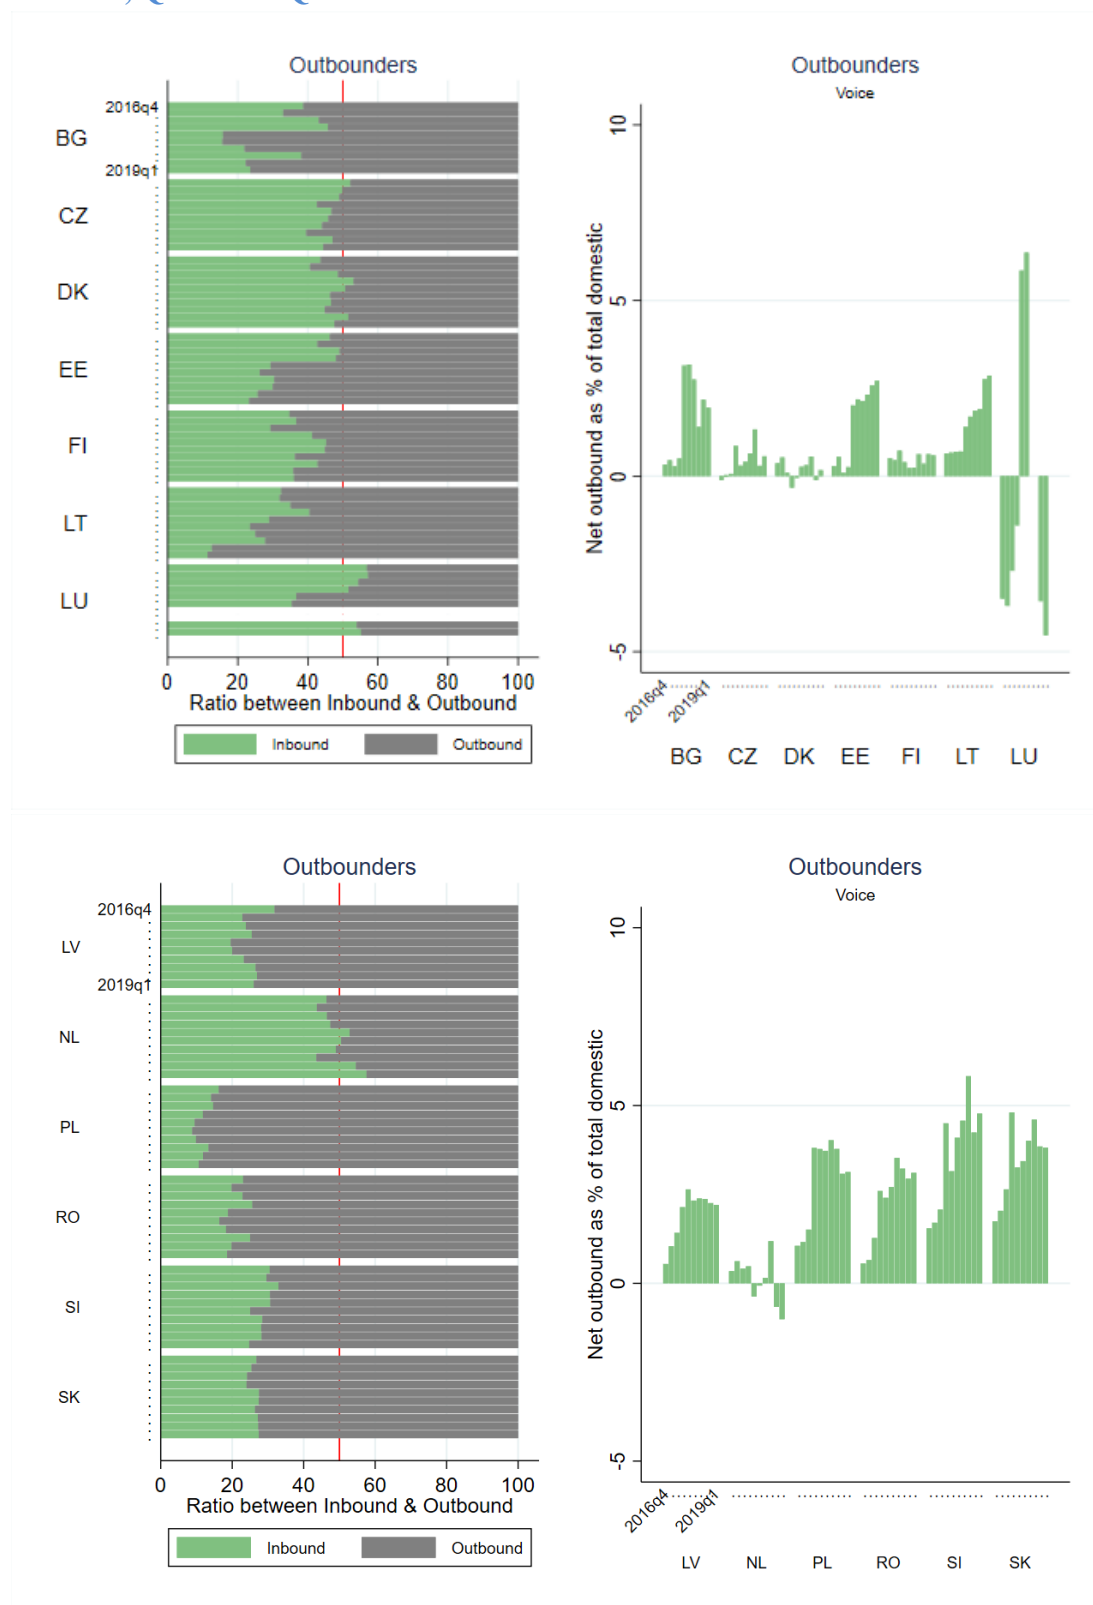 Outbounders
2016q4
BG
2019q1
CZ
DK
EE
FI
LT
LU
0 20 40 60 80 100
Ratio between Inbound & Outbound
Inbound Outbound
Outbounders
Voice
10
5
0
-5
Net outbound as % of total domestic
2016q4 2019q1
BG CZ DK EE FI LT LU
Outbounders
2016q4
LV
2019q1
NL
PL
RO
SI
SK
0 20 40 60 80 100
Ratio between Inbound & Outbound
Inbound Outbound
Outbounders
Voice
10
5
0
-5
Net outbound as % of total domestic
2016q4 2019q1
LV NL PL RO SI SK